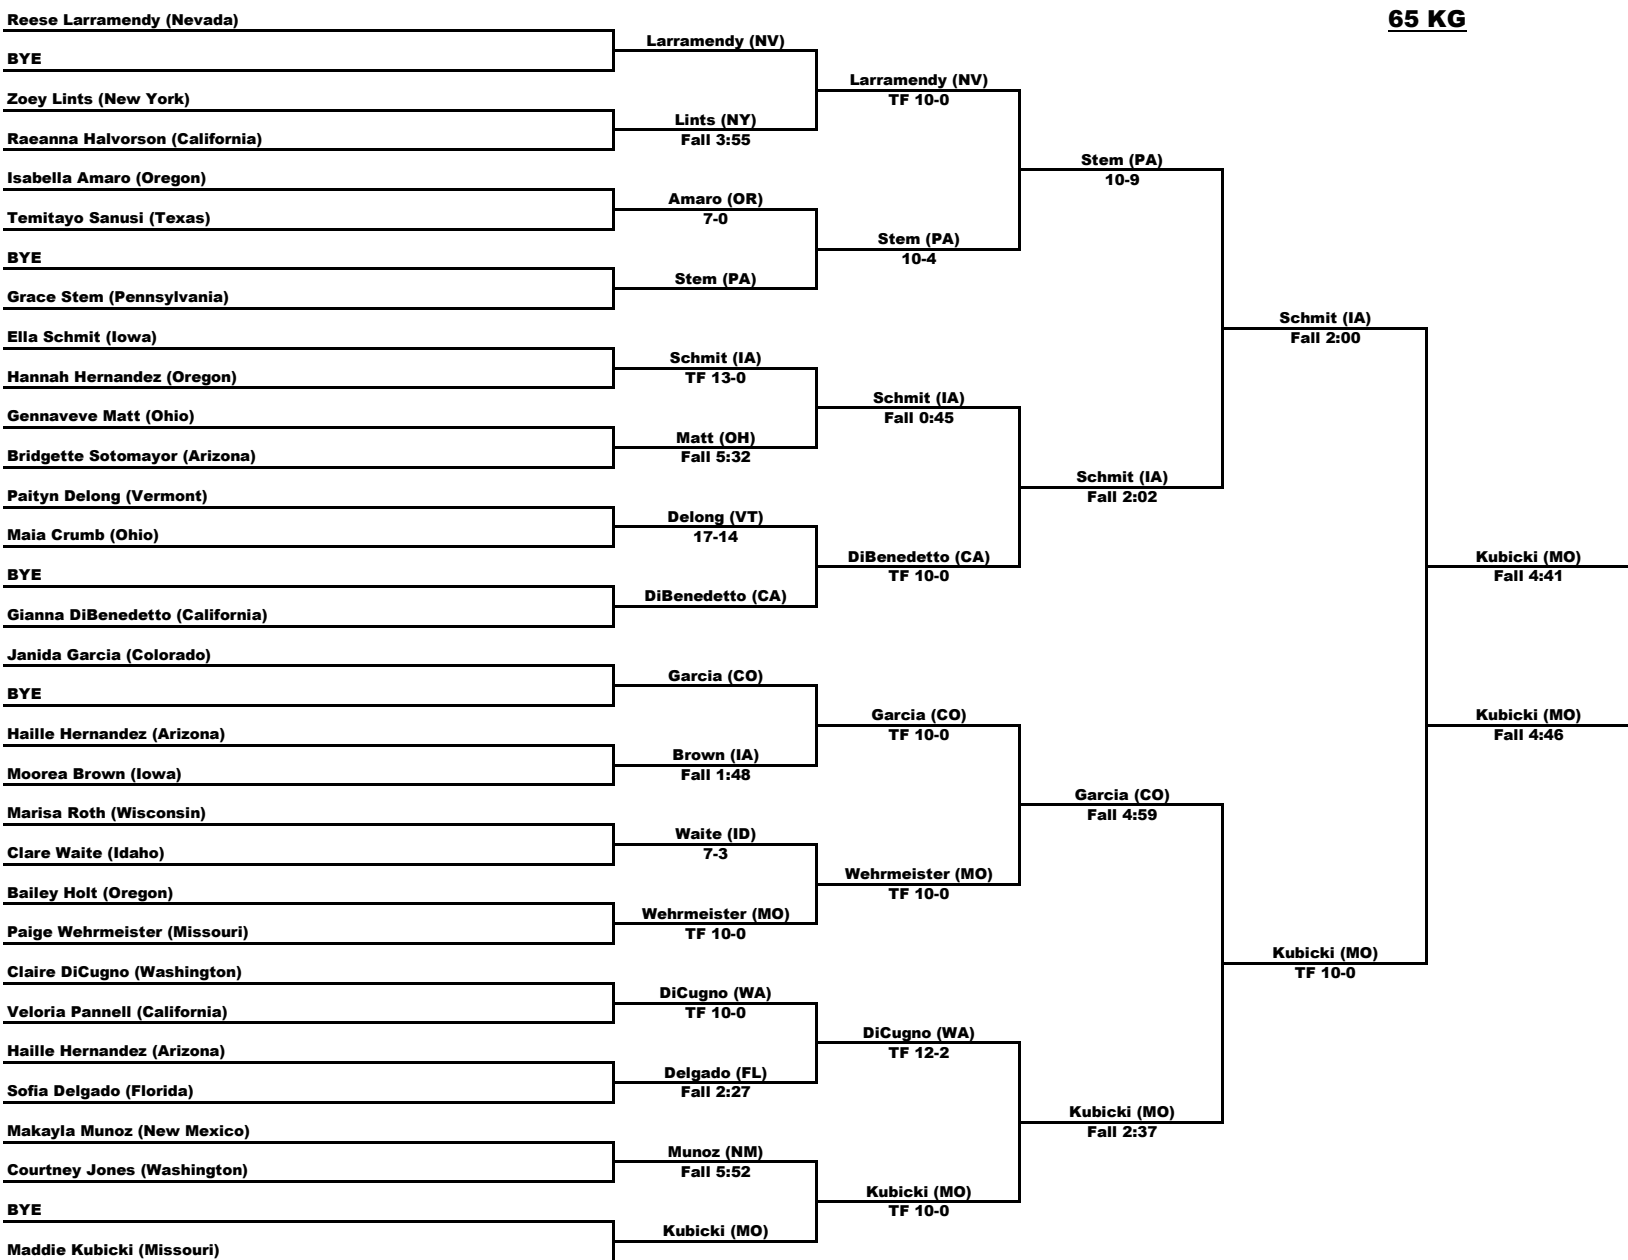 65 KG
Reese Larramendy (Nevada)
BYE
Zoey Lints (New York)
Raeanna Halvorson (California)
Isabella Amaro (Oregon)
Temitayo Sanusi (Texas)
BYE
Grace Stem (Pennsylvania)
Ella Schmit (Iowa)
Hannah Hernandez (Oregon)
Gennaveve Matt (Ohio)
Bridgette Sotomayor (Arizona)
Paityn Delong (Vermont)
Maia Crumb (Ohio)
BYE
Gianna DiBenedetto (California)
Janida Garcia (Colorado)
BYE
Haille Hernandez (Arizona)
Moorea Brown (Iowa)
Marisa Roth (Wisconsin)
Clare Waite (Idaho)
Bailey Holt (Oregon)
Paige Wehrmeister (Missouri)
Claire DiCugno (Washington)
Veloria Pannell (California)
Haille Hernandez (Arizona)
Sofia Delgado (Florida)
Makayla Munoz (New Mexico)
Courtney Jones (Washington)
BYE
Maddie Kubicki (Missouri)
Larramendy (NV)
Lints (NY)
Fall 3:55
Amaro (OR)
7-0
Stem (PA)
Schmit (IA)
TF 13-0
Matt (OH)
Fall 5:32
Delong (VT)
17-14
DiBenedetto (CA)
Garcia (CO)
Brown (IA)
Fall 1:48
Waite (ID)
7-3
Wehrmeister (MO)
TF 10-0
DiCugno (WA)
TF 10-0
Delgado (FL)
Fall 2:27
Munoz (NM)
Fall 5:52
Kubicki (MO)
Larramendy (NV)
TF 10-0
Stem (PA)
10-4
Schmit (IA)
Fall 0:45
DiBenedetto (CA)
TF 10-0
Garcia (CO)
TF 10-0
Wehrmeister (MO)
TF 10-0
DiCugno (WA)
TF 12-2
Kubicki (MO)
TF 10-0
Stem (PA)
10-9
Schmit (IA)
Fall 2:02
Garcia (CO)
Fall 4:59
Kubicki (MO)
Fall 2:37
Schmit (IA)
Fall 2:00
Kubicki (MO)
TF 10-0
Kubicki (MO)
Fall 4:41
Kubicki (MO)
Fall 4:46